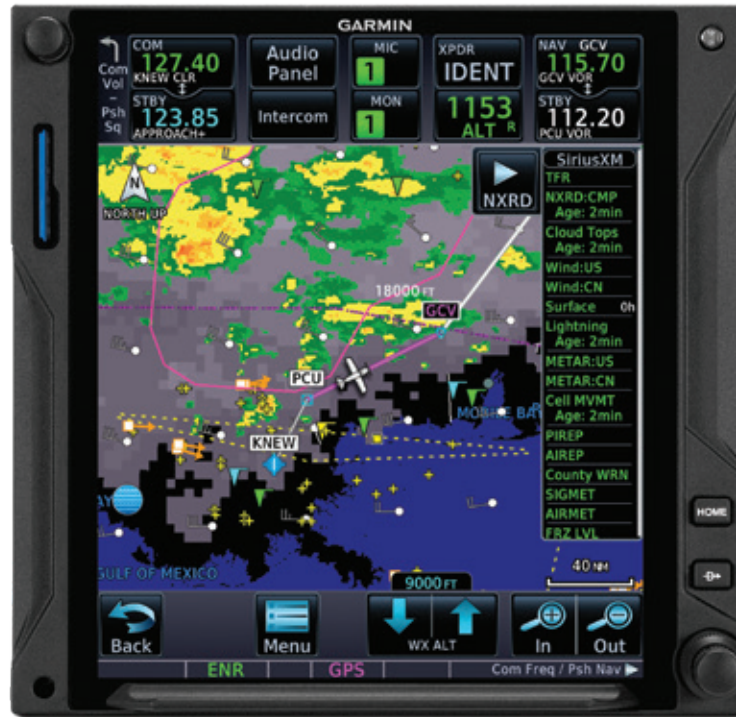 GARMIN
Com
Vol
-
Psh
Sq
COM
127.40
KNEW CLR
STBY
123.85
APPROACH+
Audio
Panel
Intercom
MIC
1
MON
1
XPDR
IDENT
1153
ALT R
NAV GCV
115.70
GCV VOR
STBY
112.20
PCU VOR
N
NORTH UP
NXRD
SiriusXM
TFR
NXRD:CMP
Age: 2min
Cloud Tops
Age: 2min
Wind:US
Wind:CN
Surface 0h
Lightning
Age: 2min
METAR:US
METAR:CN
Cell MVMT
Age: 2min
PIREP
AIREP
County WRN
SIGMET
AIRMET
FRZ LVL
18000 FT
GCV
PCU
KNEW
MOBILE BAY
GULF OF MEXICO
40 NM
9000 FT
HOME
Back
Menu
WX ALT
In
Out
ENR
GPS
Com Freq / Psh Nav